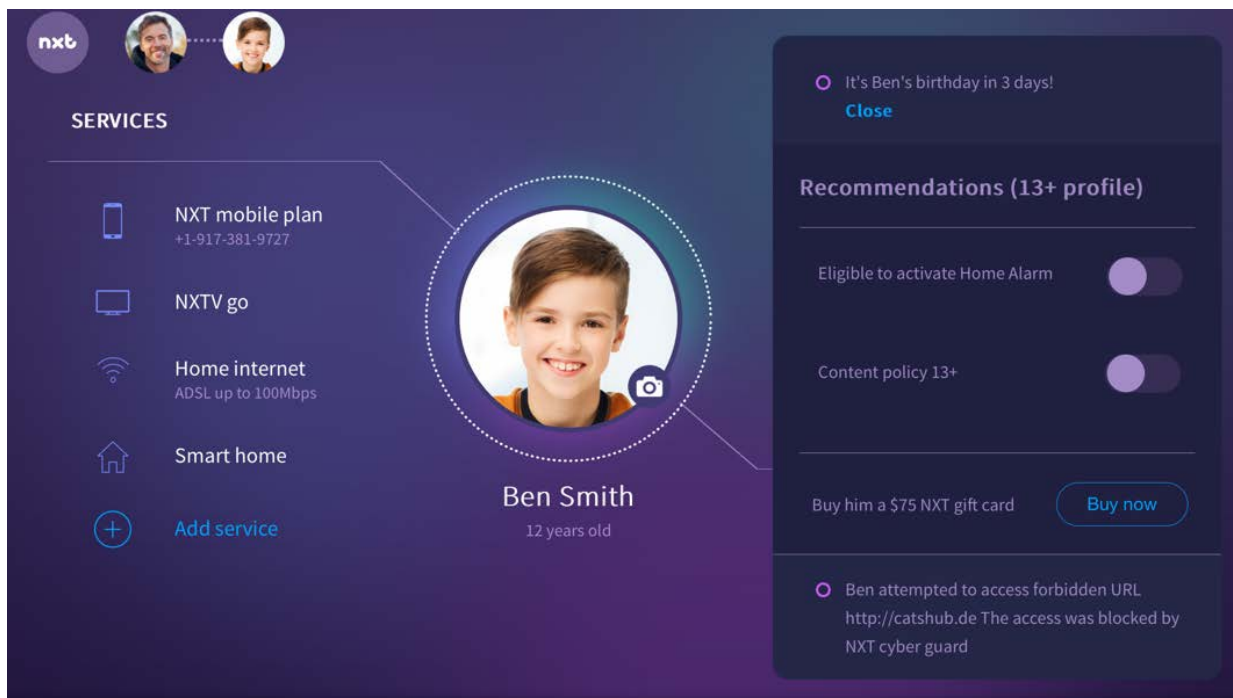 nxt
SERVICES
NXT mobile plan
+1-917-381-9727
NXTV go
Home internet
ADSL up to 100Mbps
Smart home
Add service
Ben Smith
12 years old
It's Ben's birthday in 3 days!
Close
Recommendations (13+ profile)
Eligible to activate Home Alarm
Content policy 13+
Buy him a $75 NXT gift card
Buy now
Ben attempted to access forbidden URL
http://catshub.de The access was blocked by
NXT cyber guard